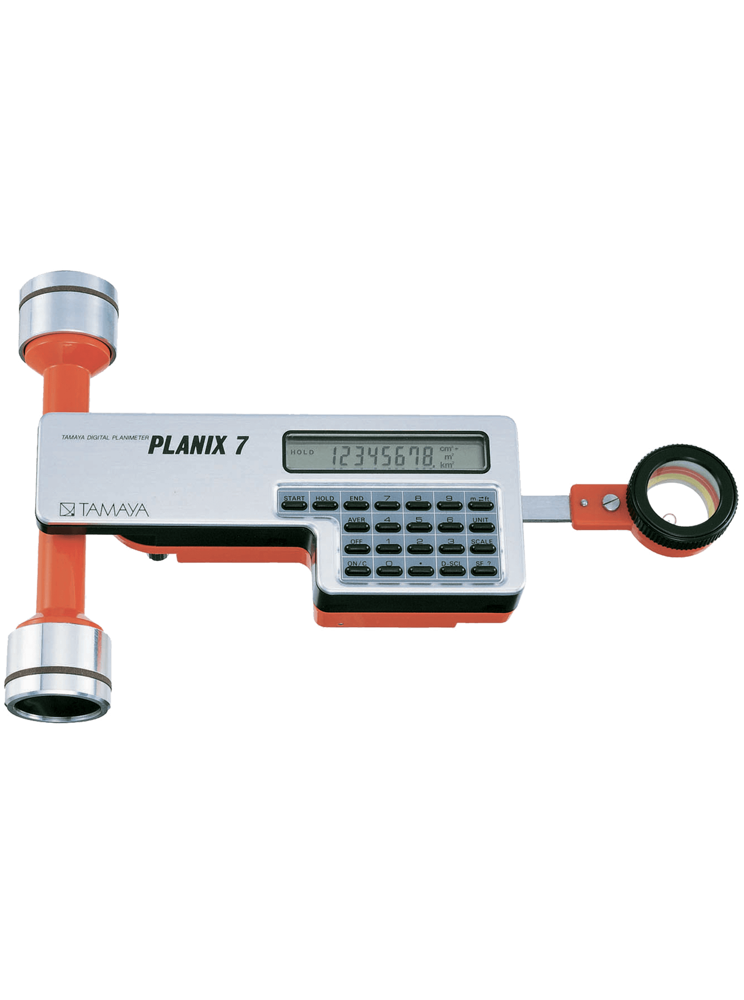 TAMAYA DIGITAL PLANIMETER PLANIX 7
HOLD 12345678. cm²
m²
km²
TAMAYA
START HOLD END 7 8 9 m.⇄ft.
AVER 4 5 6 UNIT
OFF 1 2 3 SCALE
ON/C 0 • D-SCL SF ?